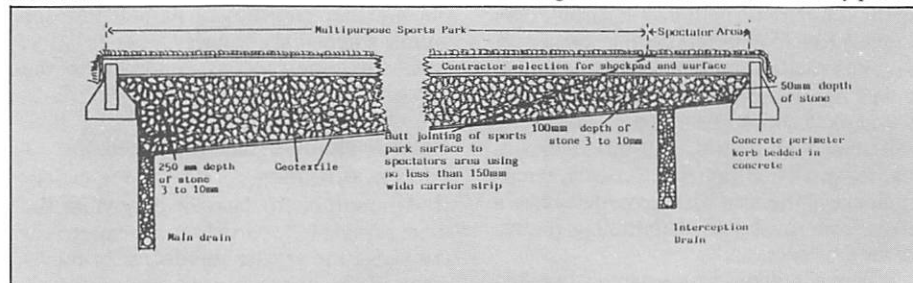 Multipurpose Sports Park
Spectator Area
Contractor selection for shockpad and surface
50mm depth
of stone
250 mm depth
of stone
3 to 10mm
Geotextile
Butt jointing of sports
park surface to
spectators area using
no less than 150mm
wide carrior strip
100mm depth of
stone 3 to 10mm
Concrete perimeter
kerb bedded in
concrete
Main drain
Interception
Drain